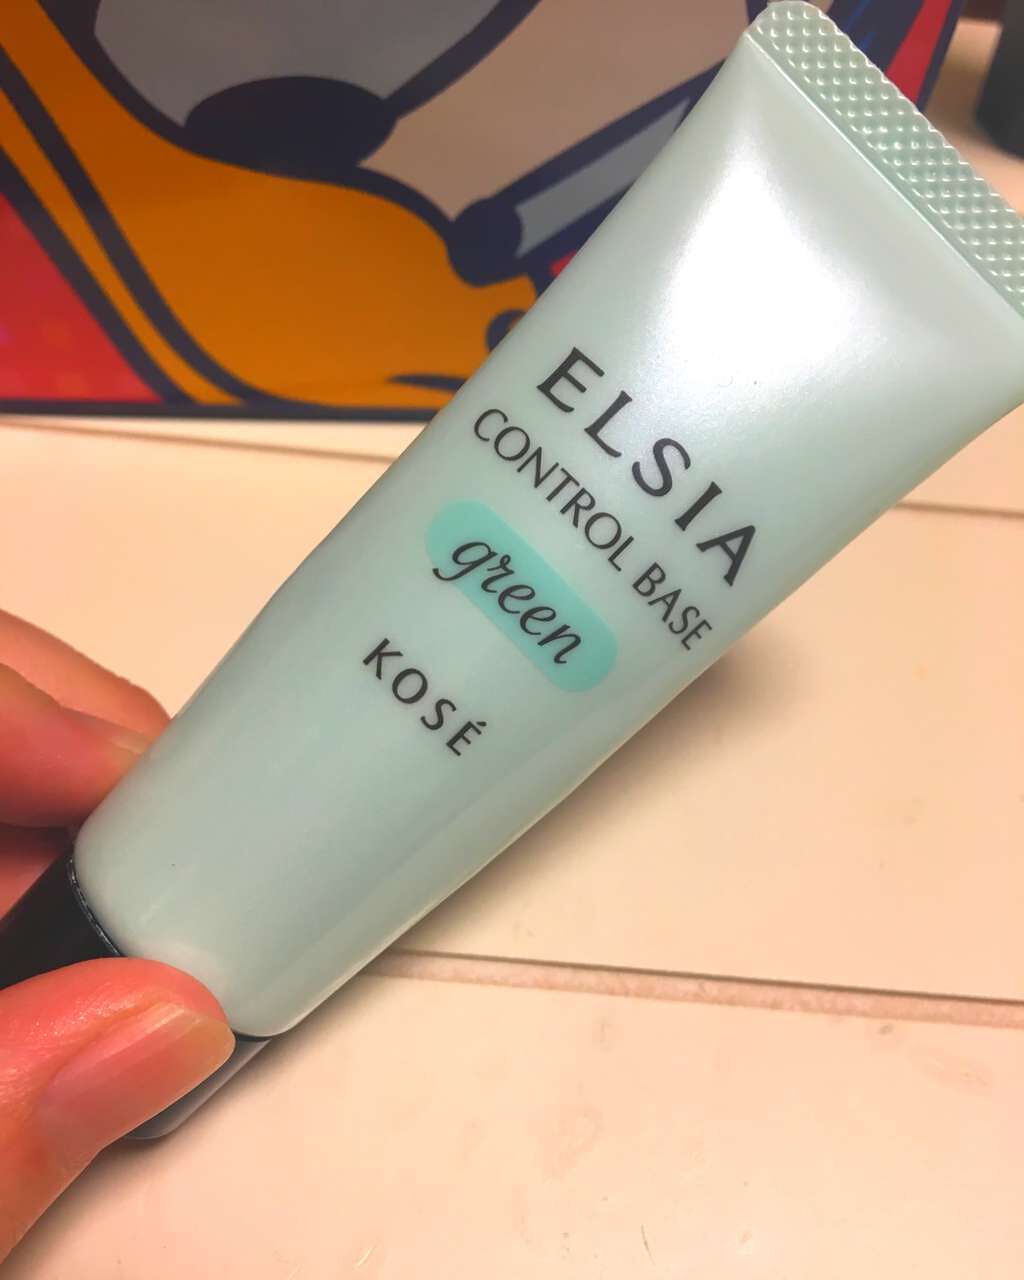 ELSIA
CONTROL BASE
green
KOSÉ